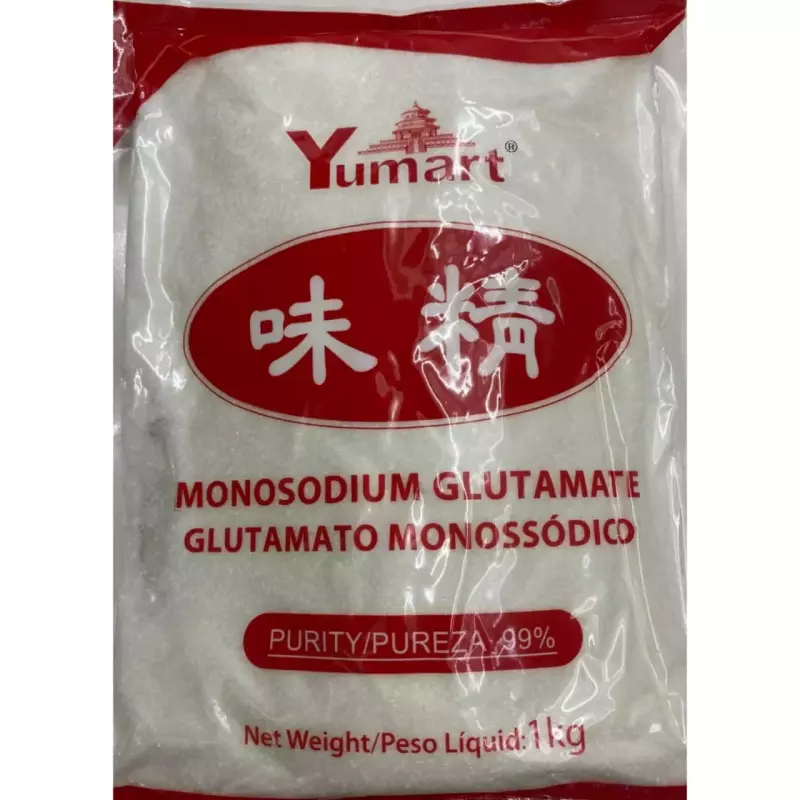 Yumart®
味精
MONOSODIUM GLUTAMATE
GLUTAMATO MONOSSÓDICO
PURITY/PUREZA: 99%
Net Weight/Peso Líquid:1kg